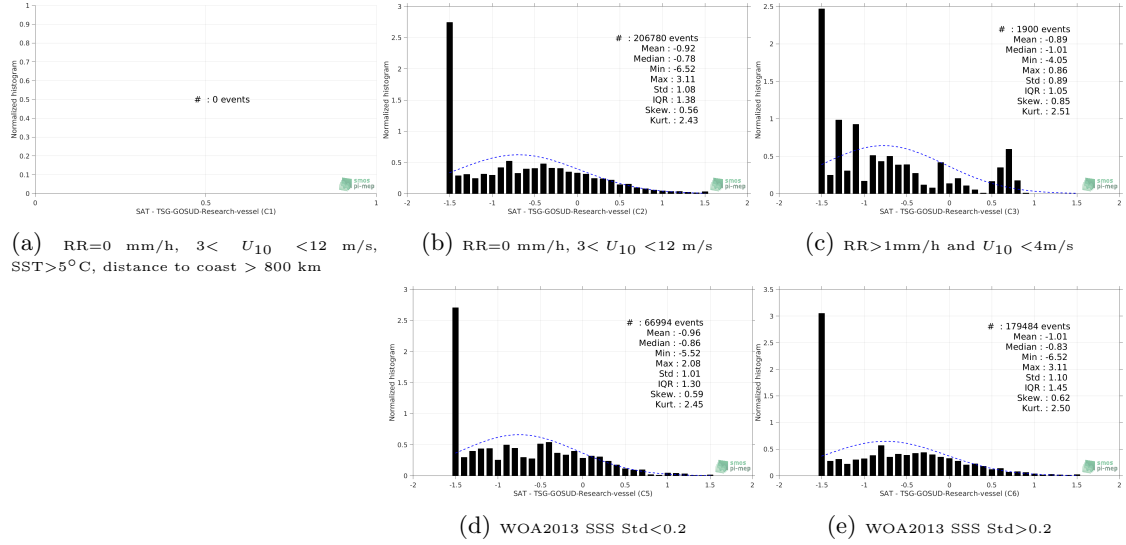 1
0.9
0.8
0.7
0.6
0.5
0.4
0.3
0.2
0.1
0
Normalized histogram
# : 0 events
smos
pi-mep
0 0.5 1
SAT - TSG-GOSUD-Research-vessel (C1)
(a) RR=0 mm/h, 3< U10 <12 m/s,
SST>5°C, distance to coast > 800 km
3
2.5
2
1.5
1
0.5
0
Normalized histogram
# : 206780 events
Mean : -0.92
Median : -0.78
Min : -6.52
Max : 3.11
Std : 1.08
IQR : 1.38
Skew. : 0.56
Kurt. : 2.43
smos
pi-mep
-2 -1.5 -1 -0.5 0 0.5 1 1.5 2
SAT - TSG-GOSUD-Research-vessel (C2)
(b) RR=0 mm/h, 3< U10 <12 m/s
2.5
2
1.5
1
0.5
0
Normalized histogram
# : 1900 events
Mean : -0.89
Median : -1.01
Min : -4.05
Max : 0.86
Std : 0.89
IQR : 1.05
Skew. : 0.85
Kurt. : 2.51
smos
pi-mep
-2 -1.5 -1 -0.5 0 0.5 1 1.5 2
SAT - TSG-GOSUD-Research-vessel (C3)
(c) RR>1mm/h and U10 <4m/s
3
2.5
2
1.5
1
0.5
0
Normalized histogram
# : 66994 events
Mean : -0.96
Median : -0.86
Min : -5.52
Max : 2.08
Std : 1.01
IQR : 1.30
Skew. : 0.59
Kurt. : 2.45
smos
pi-mep
-2 -1.5 -1 -0.5 0 0.5 1 1.5 2
SAT - TSG-GOSUD-Research-vessel (C5)
(d) WOA2013 SSS Std<0.2
3.5
3
2.5
2
1.5
1
0.5
0
Normalized histogram
# : 179484 events
Mean : -1.01
Median : -0.83
Min : -6.52
Max : 3.11
Std : 1.10
IQR : 1.45
Skew. : 0.62
Kurt. : 2.50
smos
pi-mep
-2 -1.5 -1 -0.5 0 0.5 1 1.5 2
SAT - TSG-GOSUD-Research-vessel (C6)
(e) WOA2013 SSS Std>0.2